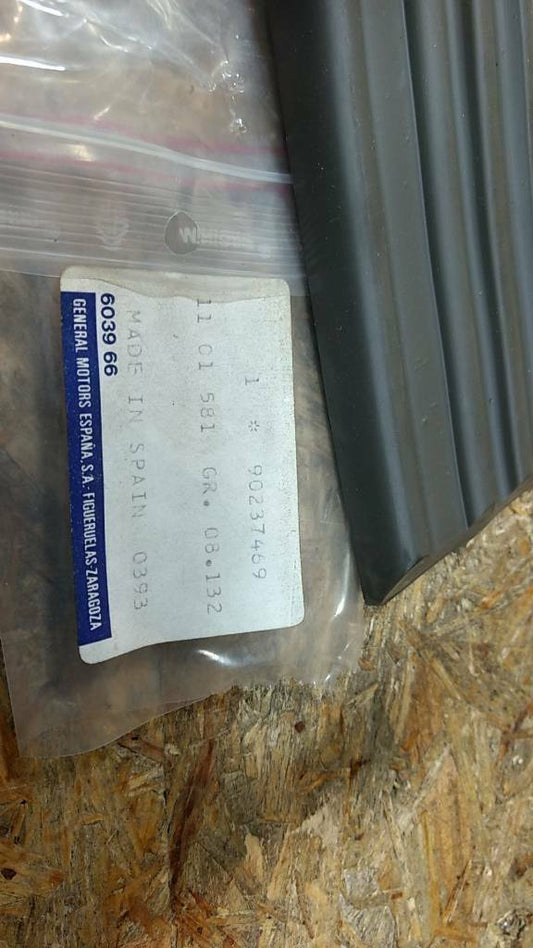 1 * 90237469
11 01 581 GR. 08.132
MADE IN SPAIN 0393
6039 66
GENERAL MOTORS ESPAÑA, S.A.- FIGUERUELAS-ZARAGOZA